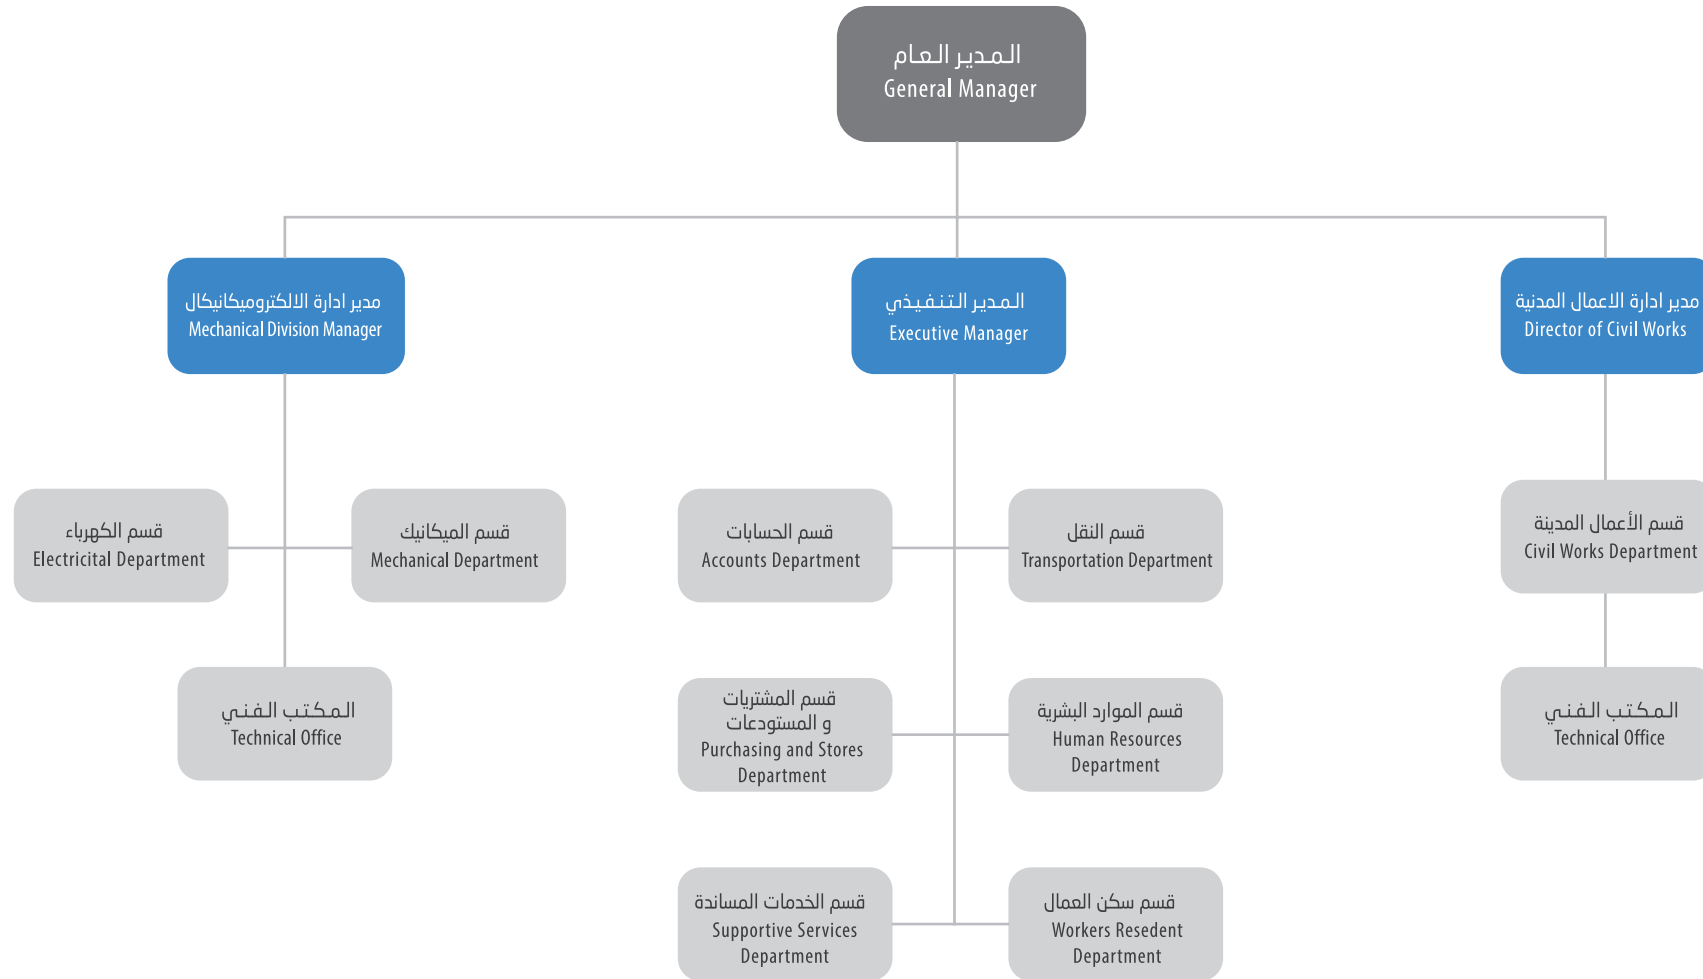 المدير العام
General Manager
مدير ادارة الالكتروميكانيكال
Mechanical Division Manager
المدير التنفيذي
Executive Manager
مدير ادارة الاعمال المدنية
Director of Civil Works
قسم الكهرباء
Electricital Department
قسم الميكانيك
Mechanical Department
قسم الحسابات
Accounts Department
قسم النقل
Transportation Department
قسم الأعمال المدينة
Civil Works Department
المكتب الفني
Technical Office
قسم المشتريات
و المستودعات
Purchasing and Stores
Department
قسم الموارد البشرية
Human Resources
Department
المكتب الفني
Technical Office
قسم الخدمات المساندة
Supportive Services
Department
قسم سكن العمال
Workers Resedent
Department